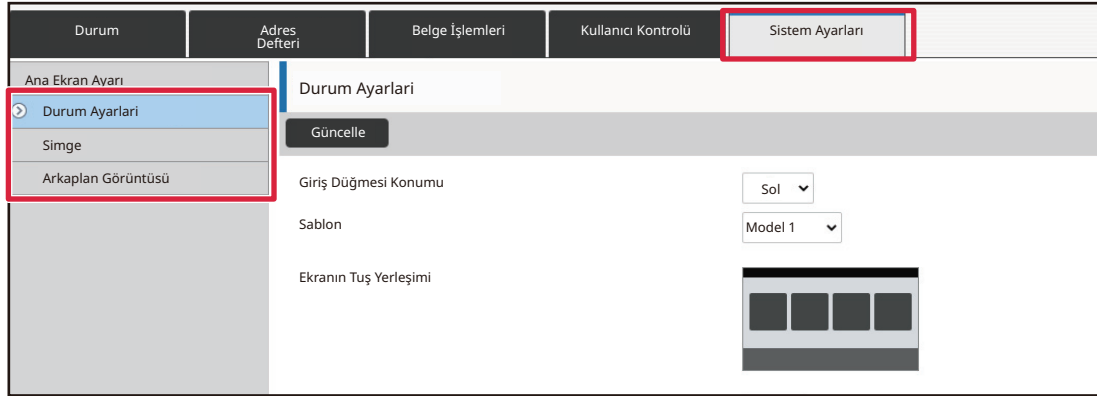 Durum
Adres
Defteri
Belge İşlemleri
Kullanıcı Kontrolü
Sistem Ayarları
Ana Ekran Ayarı
Durum Ayarlari
Simge
Arkaplan Görüntüsü
Durum Ayarlari
Güncelle
Giriş Düğmesi Konumu
Sol
Sablon
Model 1
Ekranın Tuş Yerleşimi